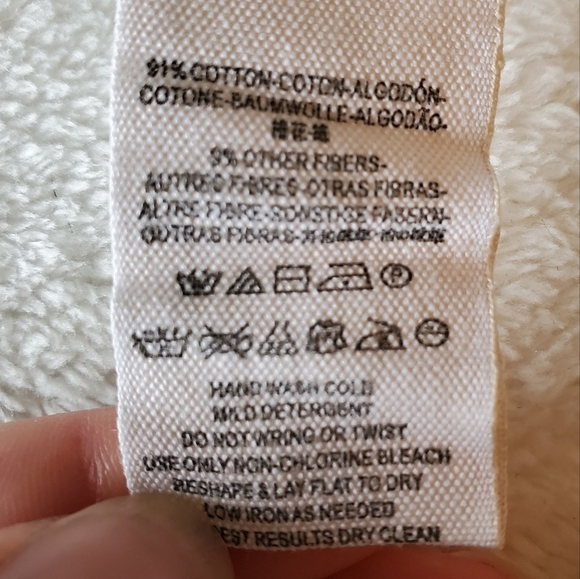 91% COTTON-COTON-ALGODÓN-
COTONE-BAUMWOLLE-ALGODÃO-
棉花-綿
9% OTHER FIBERS-
AUTRES FIBRES-OTRAS FIBRAS-
ALTRE FIBRE-SONSTIGE FASERN-
OUTRAS FIBRAS-
HAND WASH COLD
MILD DETERGENT
DO NOT WRING OR TWIST
USE ONLY NON-CHLORINE BLEACH
RESHAPE & LAY FLAT TO DRY
LOW IRON AS NEEDED
RESULTS DRY CLEAN